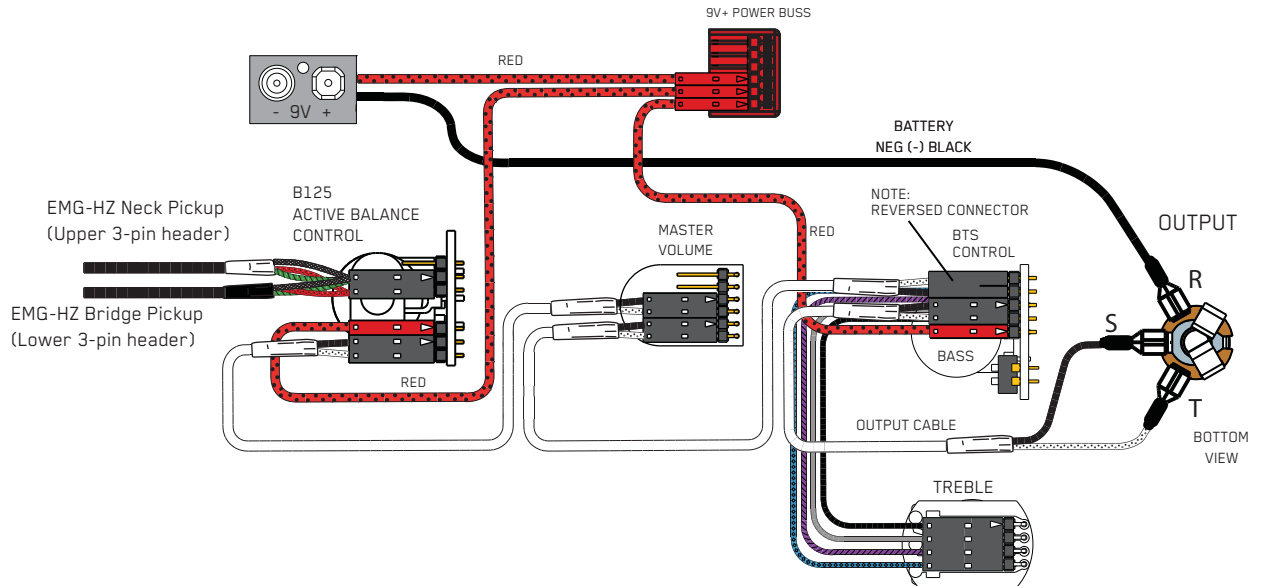 9V+ POWER BUSS
RED
- 9V +
BATTERY
NEG (-) BLACK
B125
ACTIVE BALANCE
CONTROL
EMG-HZ Neck Pickup
(Upper 3-pin header)
EMG-HZ Bridge Pickup
(Lower 3-pin header)
RED
MASTER
VOLUME
RED
NOTE:
REVERSED CONNECTOR
BTS
CONTROL
BASS
OUTPUT
R
S
T
OUTPUT CABLE
BOTTOM
VIEW
TREBLE